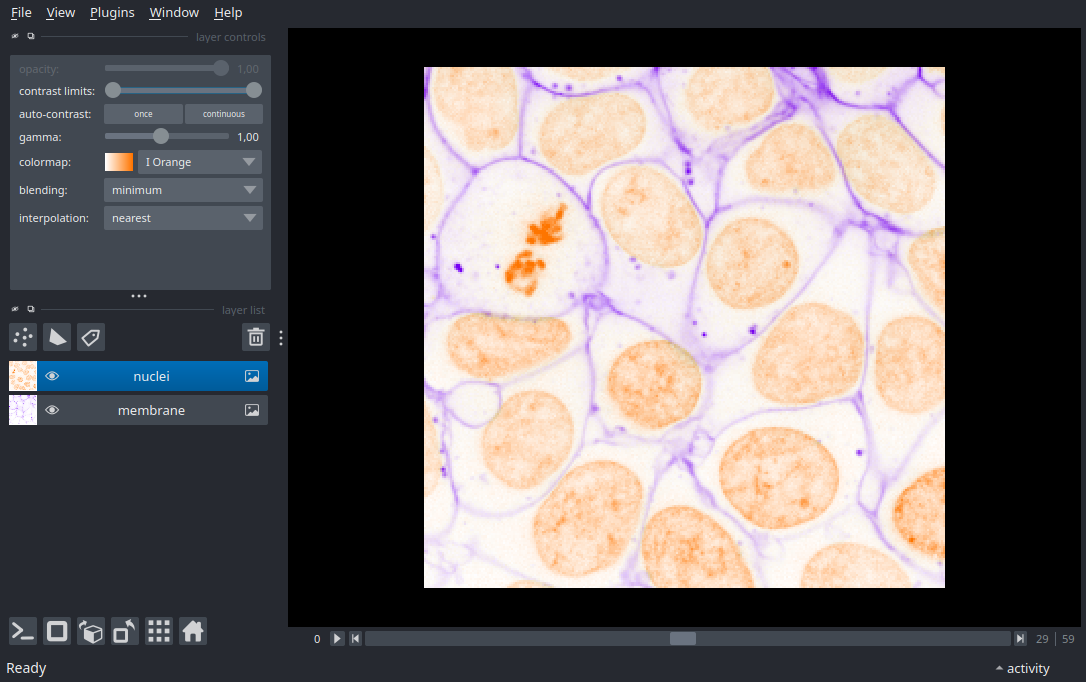 File View Plugins Window Help
layer controls
opacity: 1,00
contrast limits:
auto-contrast: once continuous
gamma: 1,00
colormap: I Orange
blending: minimum
interpolation: nearest
layer list
nuclei
membrane
0 29 59
Ready activity